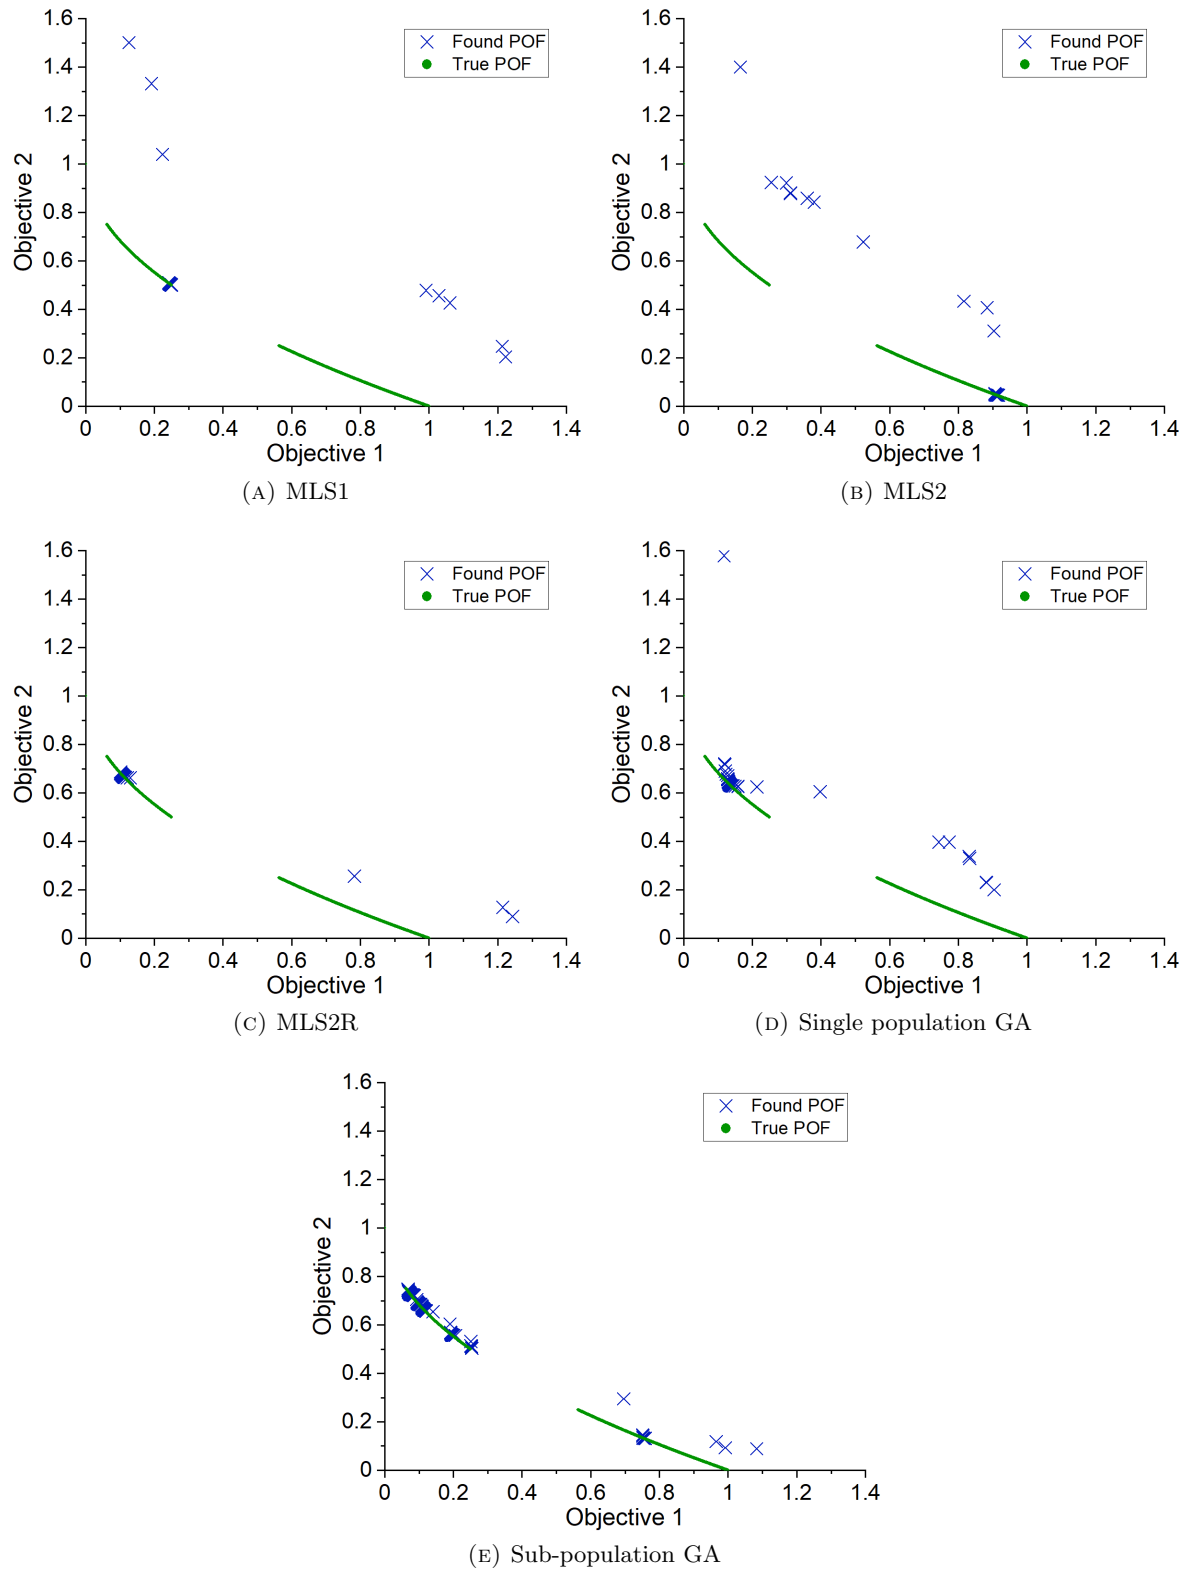 1.6
1.4
1.2
1
0.8
0.6
0.4
0.2
0
Objective 2
Found POF
True POF
0 0.2 0.4 0.6 0.8 1 1.2 1.4
Objective 1
(A) MLS1
1.6
1.4
1.2
1
0.8
0.6
0.4
0.2
0
Objective 2
Found POF
True POF
0 0.2 0.4 0.6 0.8 1 1.2 1.4
Objective 1
(B) MLS2
1.6
1.4
1.2
1
0.8
0.6
0.4
0.2
0
Objective 2
Found POF
True POF
0 0.2 0.4 0.6 0.8 1 1.2 1.4
Objective 1
(C) MLS2R
1.6
1.4
1.2
1
0.8
0.6
0.4
0.2
0
Objective 2
Found POF
True POF
0 0.2 0.4 0.6 0.8 1 1.2 1.4
Objective 1
(D) Single population GA
1.6
1.4
1.2
1
0.8
0.6
0.4
0.2
0
Objective 2
Found POF
True POF
0 0.2 0.4 0.6 0.8 1 1.2 1.4
Objective 1
(E) Sub-population GA